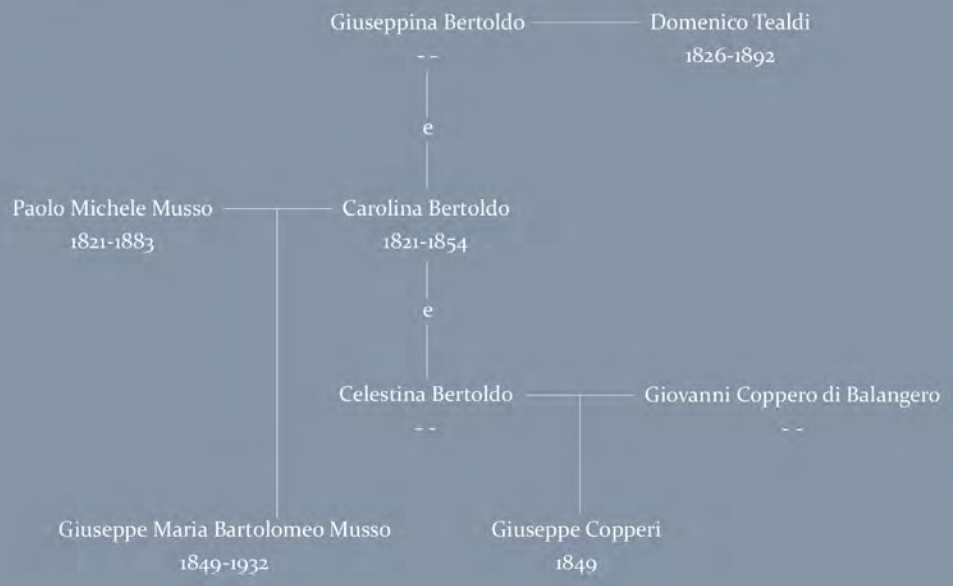 Giuseppina Bertoldo Domenico Tealdi
- - 1826-1892
e
Paolo Michele Musso Carolina Bertoldo
1821-1883 1821-1854
e
Celestina Bertoldo Giovanni Coppero di Balangero
- - - -
Giuseppe Maria Bartolomeo Musso Giuseppe Copperi
1849-1932 1849